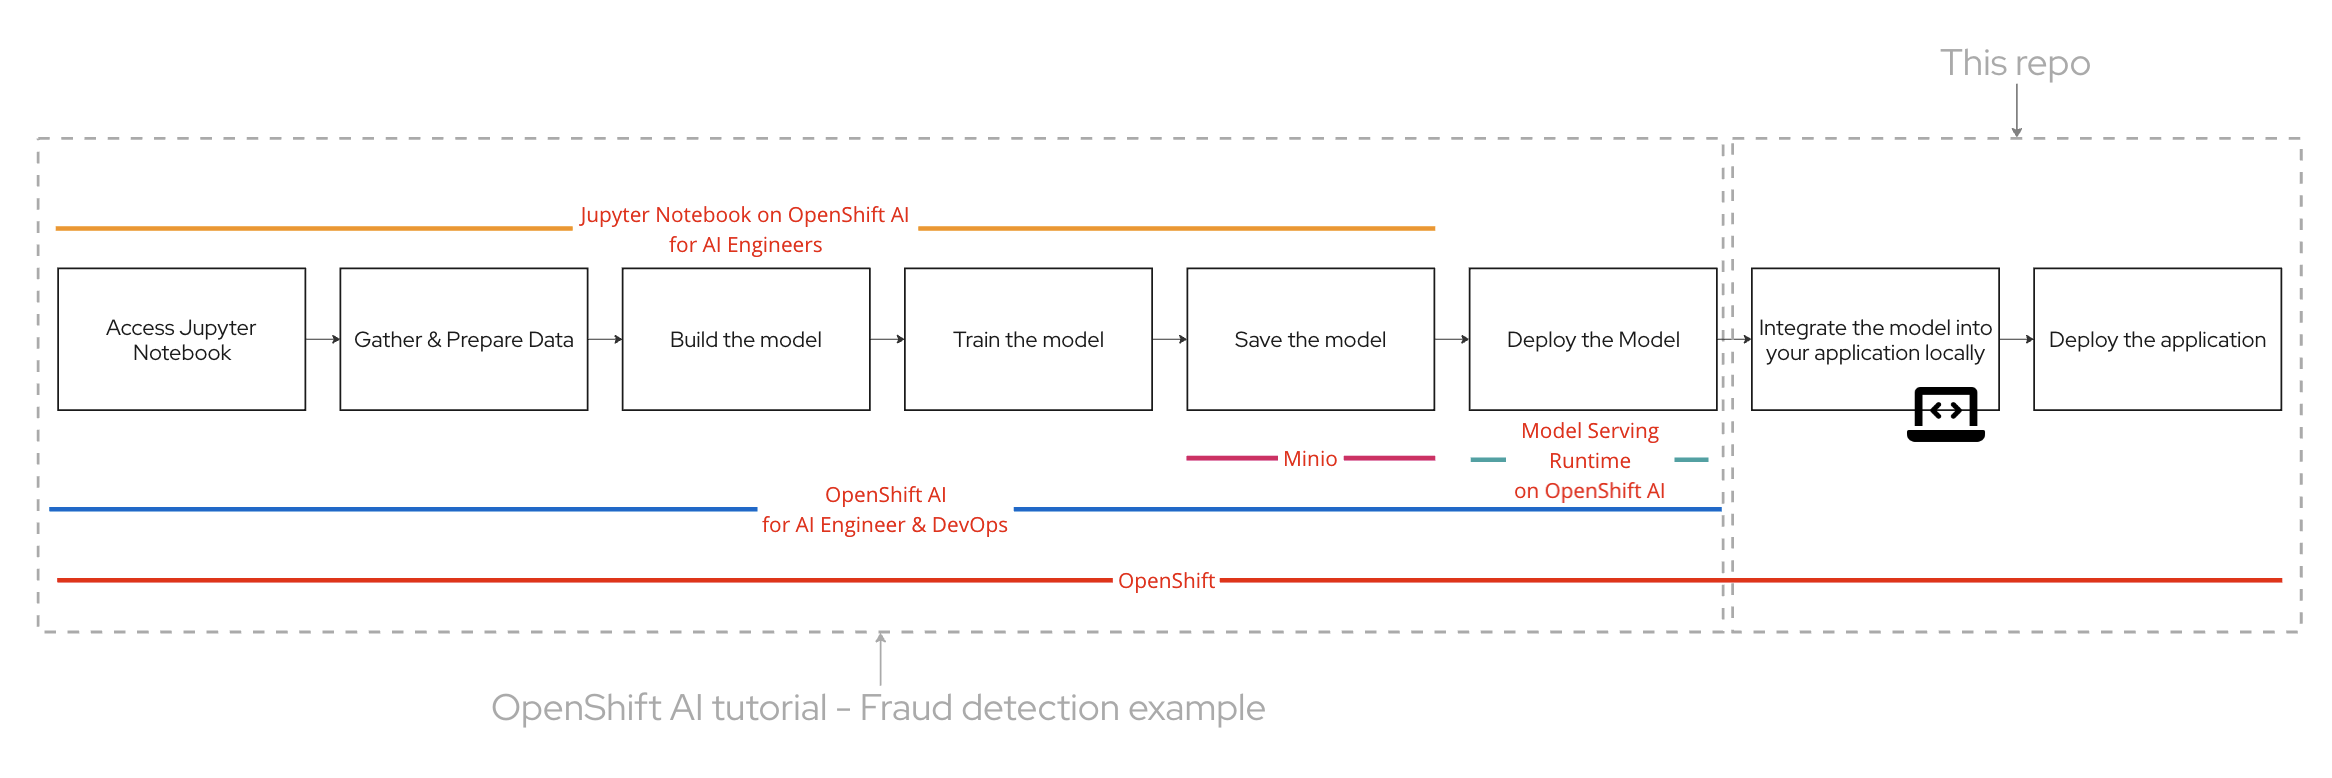 This repo
Jupyter Notebook on OpenShift AI
for AI Engineers
Access Jupyter
Notebook
Gather & Prepare Data
Build the model
Train the model
Save the model
Deploy the Model
Integrate the model into
your application locally
Deploy the application
Minio
Model Serving
Runtime
on OpenShift AI
OpenShift AI
for AI Engineer & DevOps
OpenShift
OpenShift AI tutorial - Fraud detection example